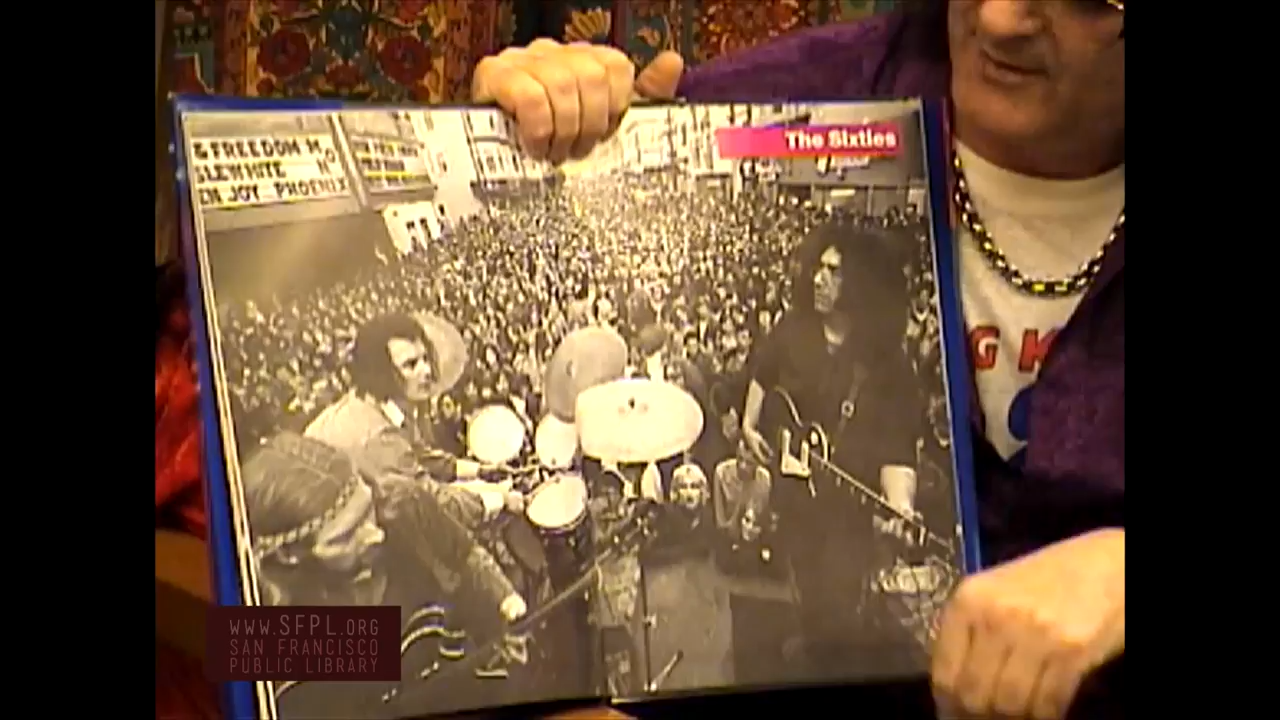 The Sixties
& FREEDOM M
SLEWHITE
EN JOY PHOENIX
G K
www.SFPL.ORG
SAN FRANCISCO
PUBLIC LIBRARY